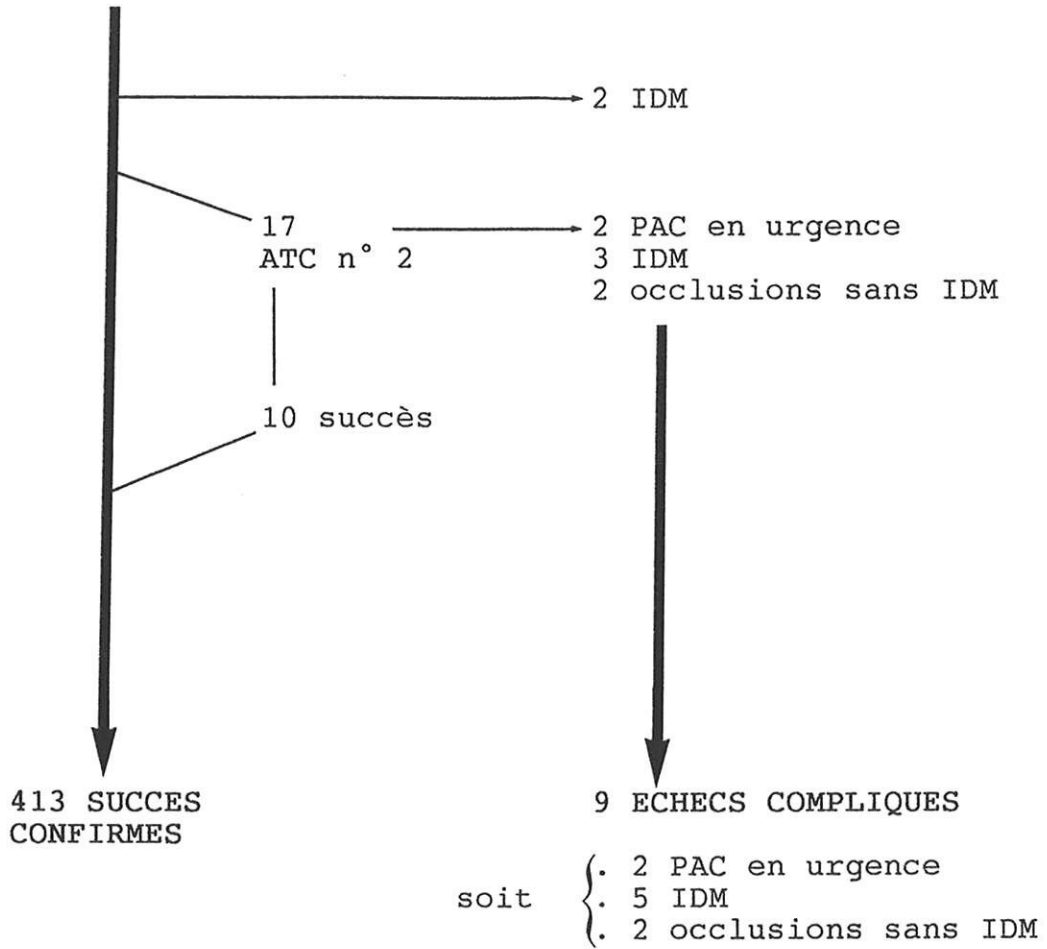 2 IDM
17
ATC n° 2
2 PAC en urgence
3 IDM
2 occlusions sans IDM
10 succès
413 SUCCES
CONFIRMES
9 ECHECS COMPLIQUES
soit
. 2 PAC en urgence
. 5 IDM
. 2 occlusions sans IDM